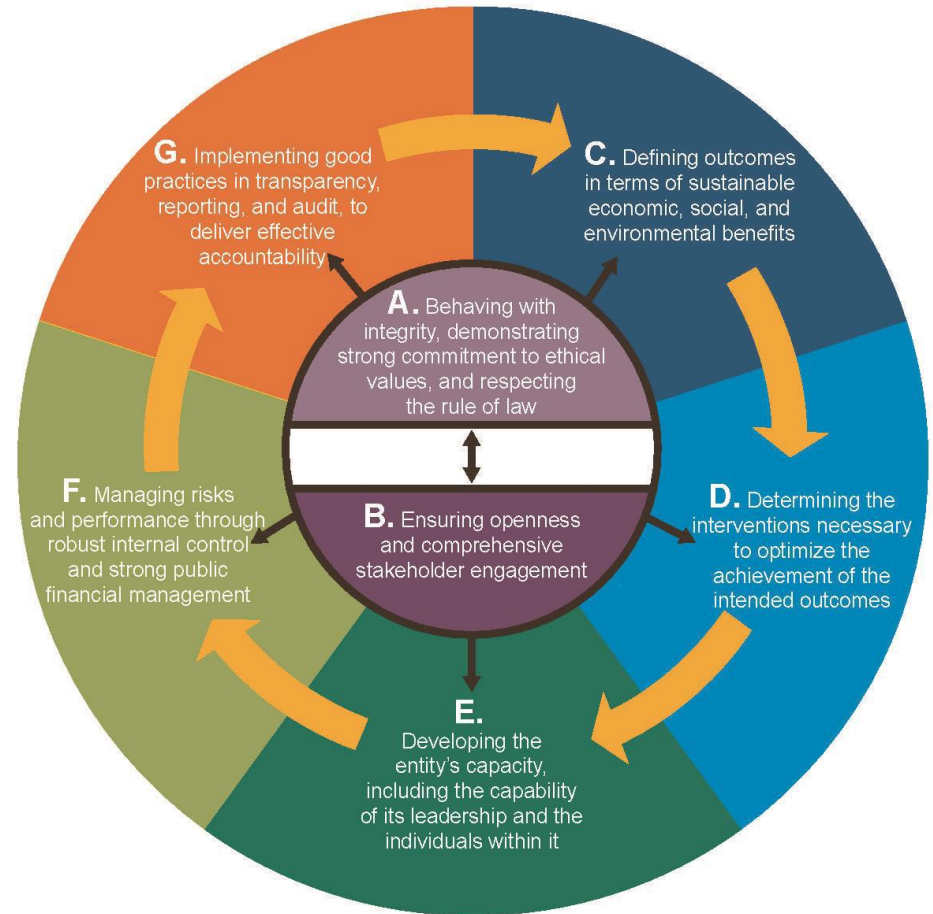 A. Behaving with
integrity, demonstrating
strong commitment to ethical
values, and respecting
the rule of law
B. Ensuring openness
and comprehensive
stakeholder engagement
C. Defining outcomes
in terms of sustainable
economic, social, and
environmental benefits
D. Determining the
interventions necessary
to optimize the
achievement of the
intended outcomes
E.
Developing the
entity’s capacity,
including the capability
of its leadership and the
individuals within it
F. Managing risks
and performance through
robust internal control
and strong public
financial management
G. Implementing good
practices in transparency,
reporting, and audit, to
deliver effective
accountability